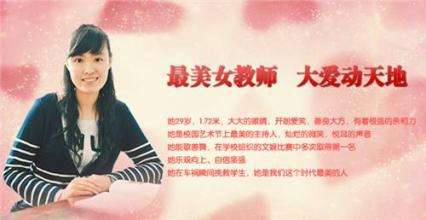 最美女教师 大爱动天地
她29岁、1.72米、大大的眼睛、开朗爱笑、善良大方、有着极强的亲和力
她是校园艺术节上最美的主持人、灿烂的微笑、悦耳的声音
她能歌善舞、在学校组织的文娱比赛中多次取得第一名
她乐观向上、自信坚强
她在车祸瞬间挽救学生、她是我们这个时代最美的人